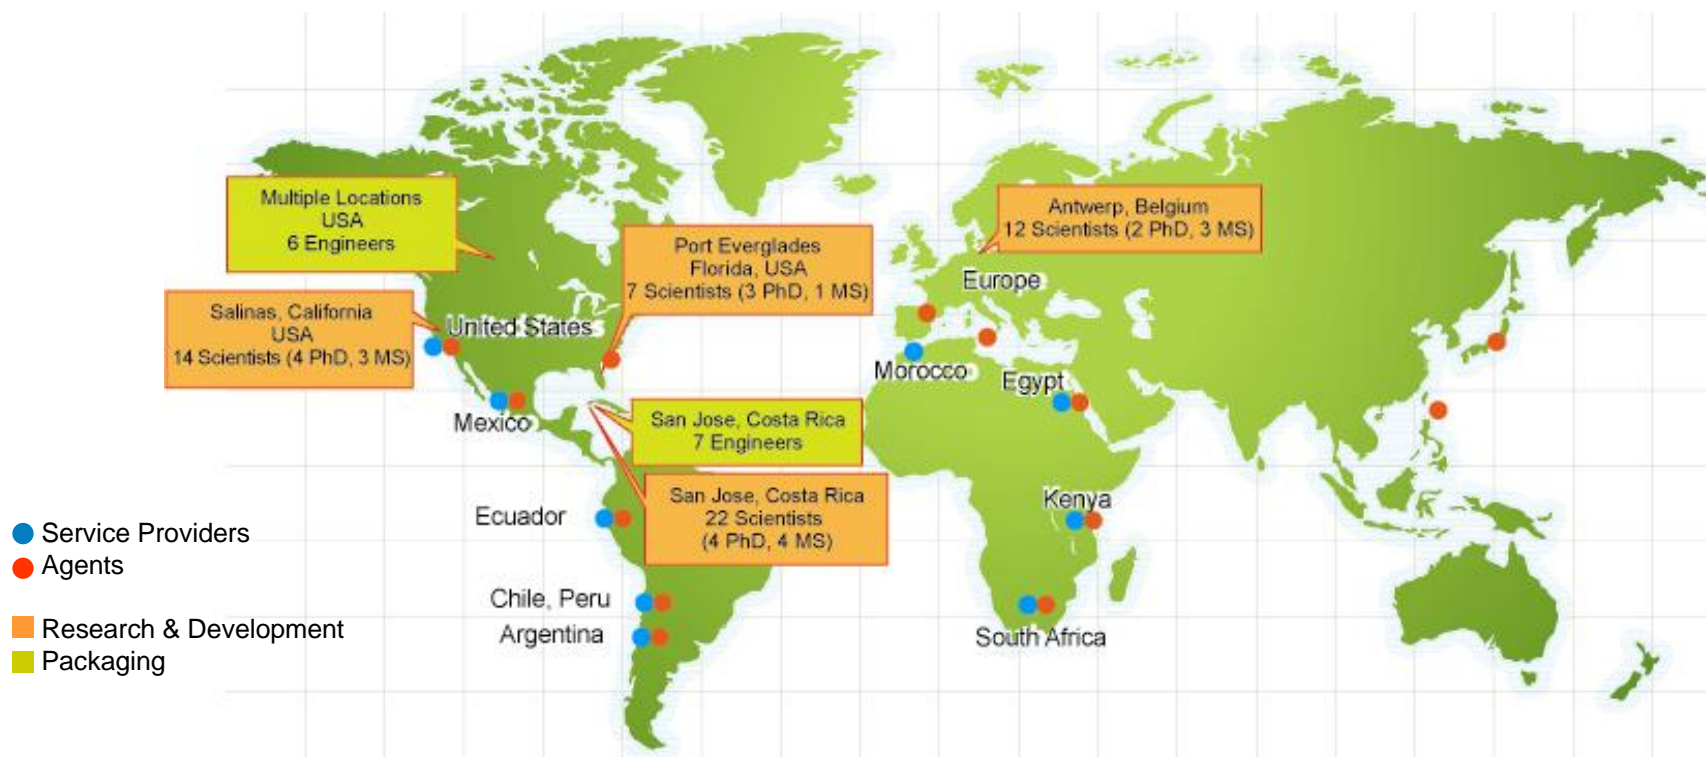 Multiple Locations
USA
6 Engineers
Antwerp, Belgium
12 Scientists (2 PhD, 3 MS)
Port Everglades
Florida, USA
7 Scientists (3 PhD, 1 MS)
Europe
Salinas, California
USA
14 Scientists (4 PhD, 3 MS)
United States
Morocco
Egypt
Mexico
San Jose, Costa Rica
7 Engineers
San Jose, Costa Rica
22 Scientists
(4 PhD, 4 MS)
Kenya
Ecuador
Service Providers
Agents
Chile, Peru
Argentina
South Africa
Research & Development
Packaging